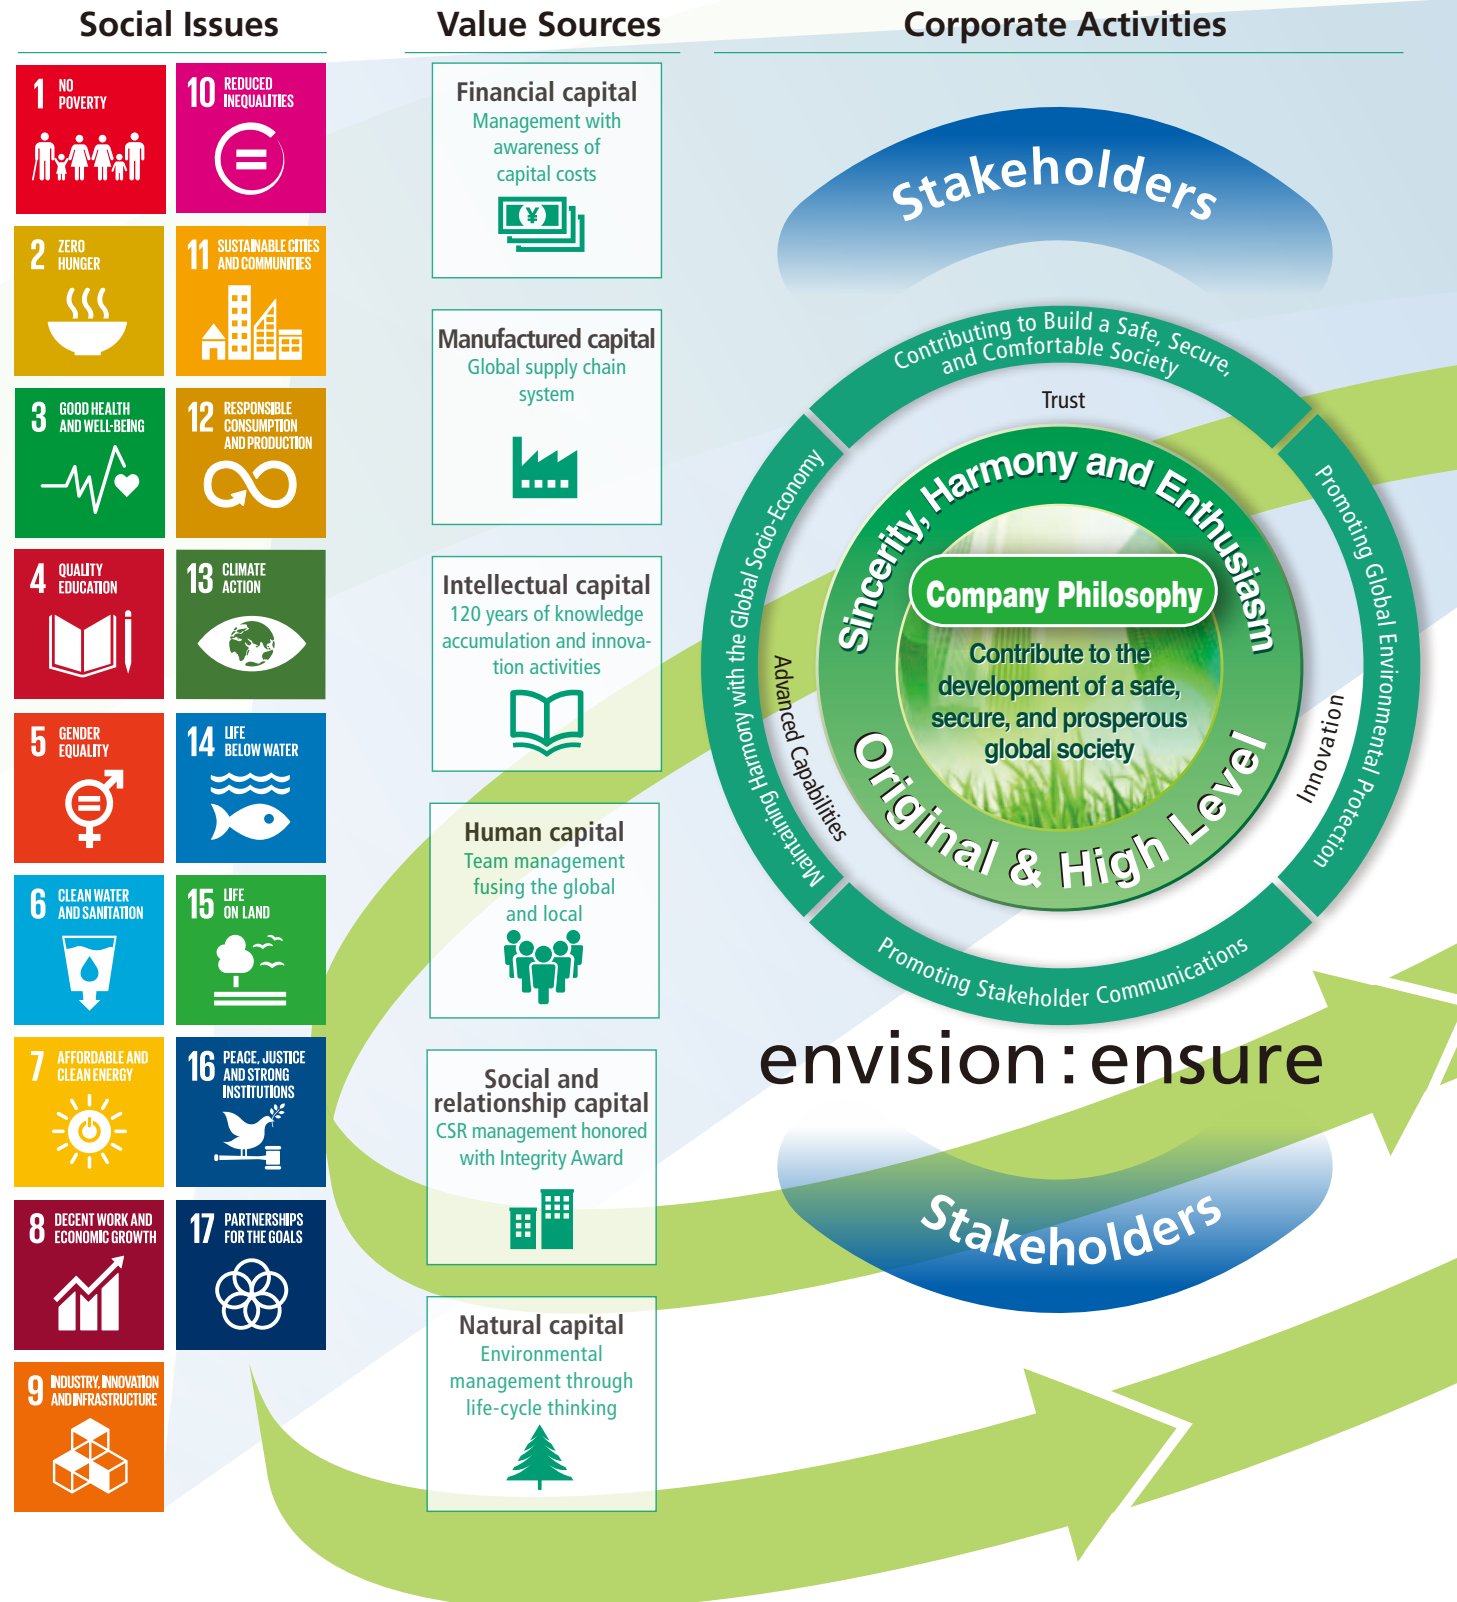 Social Issues
1 NO
POVERTY
2 ZERO
HUNGER
3 GOOD HEALTH
AND WELL-BEING
4 QUALITY
EDUCATION
5 GENDER
EQUALITY
6 CLEAN WATER
AND SANITATION
7 AFFORDABLE AND
CLEAN ENERGY
8 DECENT WORK AND
ECONOMIC GROWTH
9 INDUSTRY, INNOVATION
AND INFRASTRUCTURE
10 REDUCED
INEQUALITIES
11 SUSTAINABLE CITIES
AND COMMUNITIES
12 RESPONSIBLE
CONSUMPTION
AND PRODUCTION
13 CLIMATE
ACTION
14 LIFE
BELOW WATER
15 LIFE
ON LAND
16 PEACE, JUSTICE
AND STRONG
INSTITUTIONS
17 PARTNERSHIPS
FOR THE GOALS
Value Sources
Financial capital
Management with
awareness of
capital costs
¥
Manufactured capital
Global supply chain
system
Intellectual capital
120 years of knowledge
accumulation and innova-
tion activities
Human capital
Team management
fusing the global
and local
Social and
relationship capital
CSR management honored
with Integrity Award
Natural capital
Environmental
management through
life-cycle thinking
Corporate Activities
Stakeholders
Contributing to Build a Safe, Secure,
and Comfortable Society
Trust
Maintaining Harmony with the Global Socio-Economy
Advanced Capabilities
Sincerity, Harmony and Enthusiasm
Company Philosophy
Contribute to the
development of a safe,
secure, and prosperous
global society
Original & High Level
Innovation
Promoting Global Environmental Protection
Promoting Stakeholder Communications
envision : ensure
Stakeholders